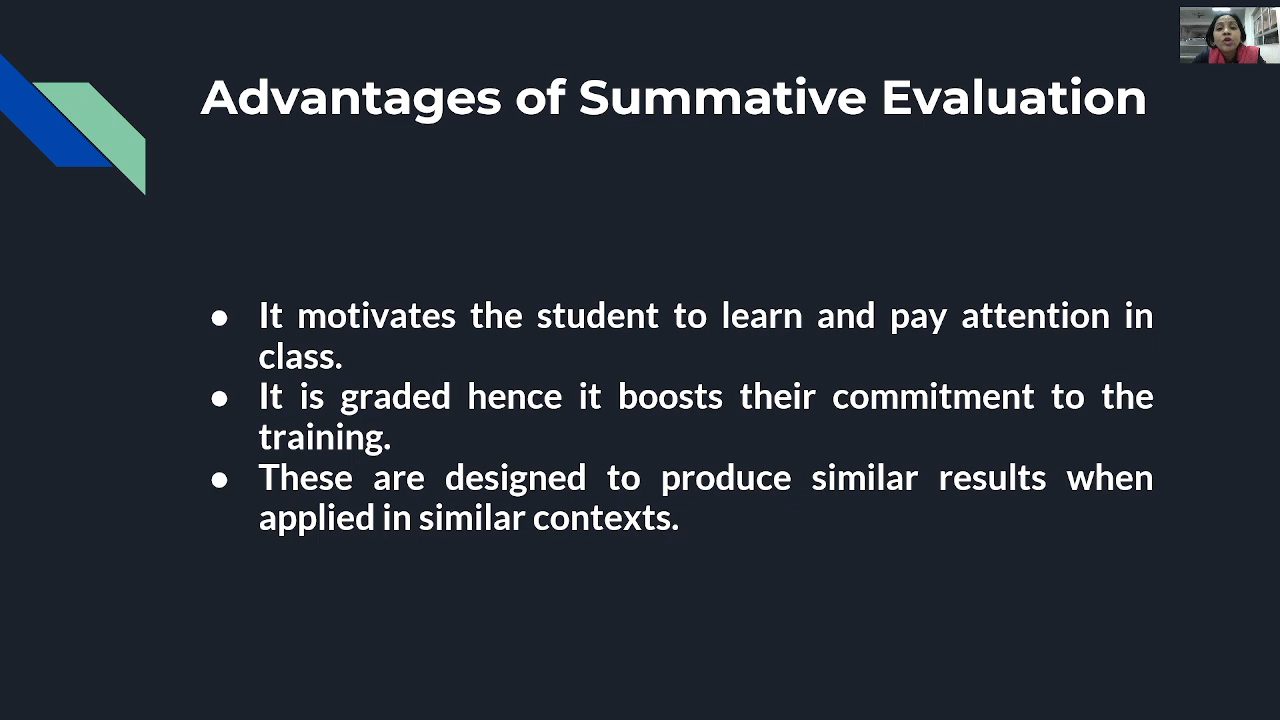 Advantages of Summative Evaluation
● It motivates the student to learn and pay attention in
class.
● It is graded hence it boosts their commitment to the
training.
● These are designed to produce similar results when
applied in similar contexts.